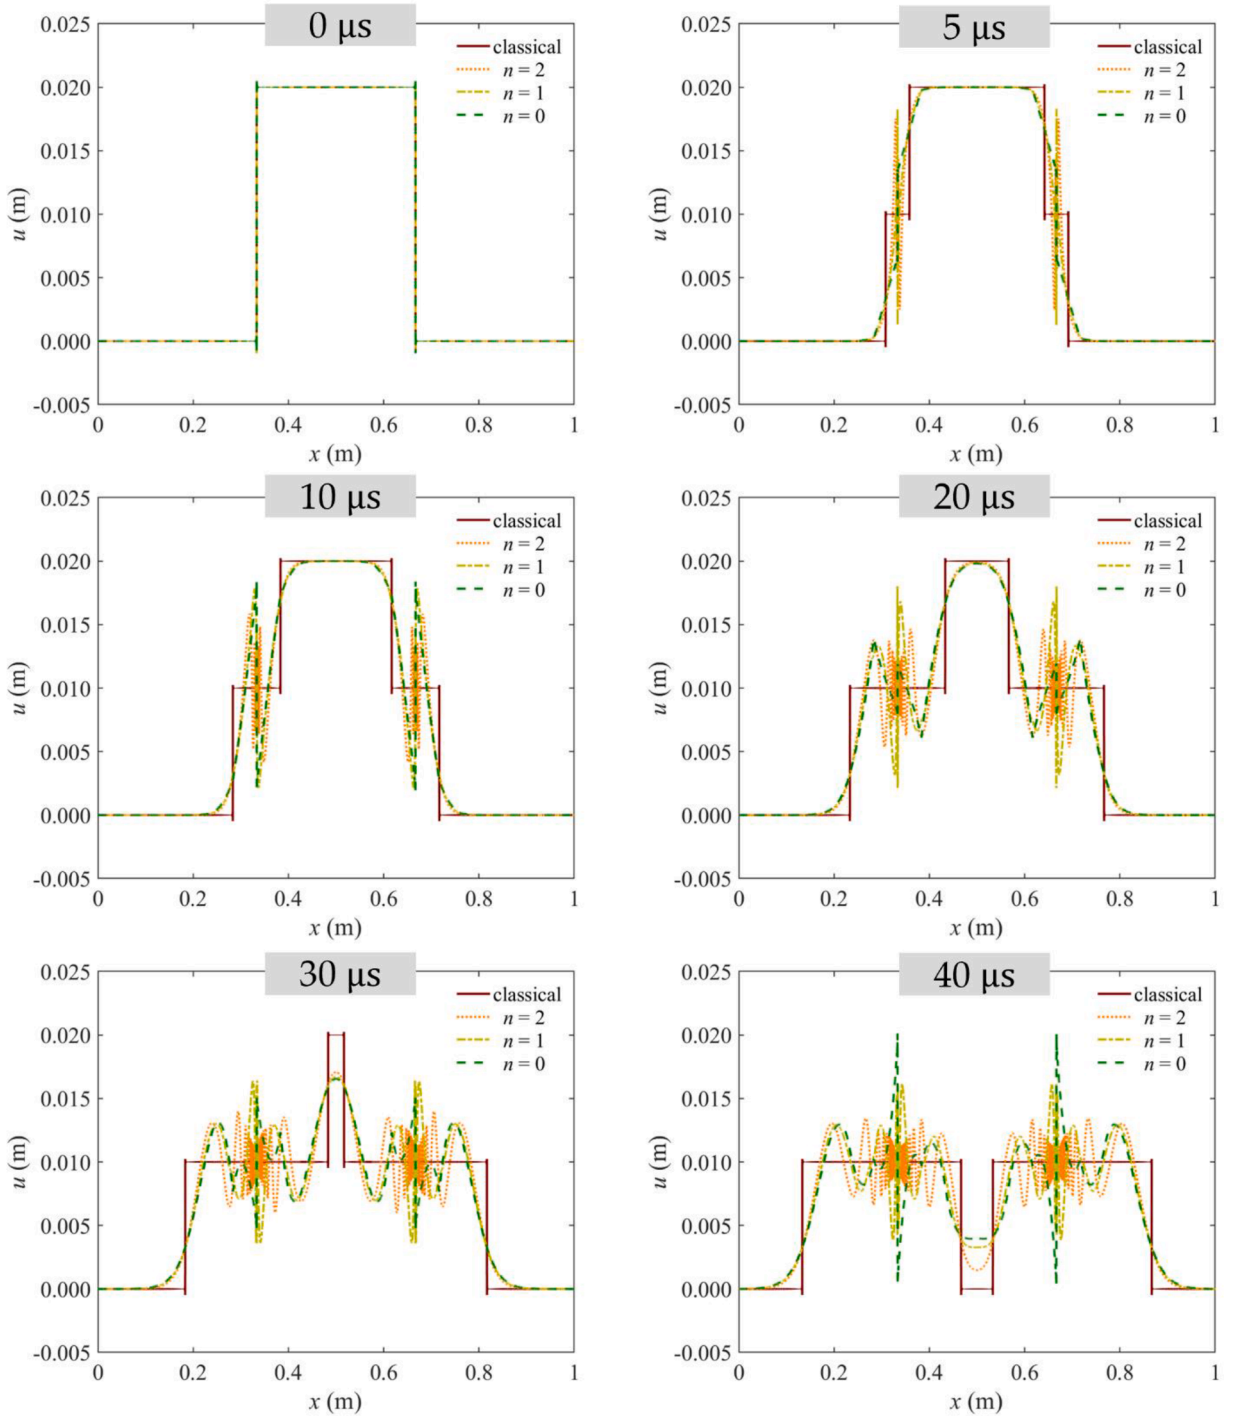 0 μs
0.025
0.020
0.015
0.010
0.005
0.000
-0.005
u (m)
classical
n = 2
n = 1
n = 0
0
0.2
0.4
0.6
0.8
1
x (m)
5 μs
0.025
0.020
0.015
0.010
0.005
0.000
-0.005
u (m)
classical
n = 2
n = 1
n = 0
0
0.2
0.4
0.6
0.8
1
x (m)
10 μs
0.025
0.020
0.015
0.010
0.005
0.000
-0.005
u (m)
classical
n = 2
n = 1
n = 0
0
0.2
0.4
0.6
0.8
1
x (m)
20 μs
0.025
0.020
0.015
0.010
0.005
0.000
-0.005
u (m)
classical
n = 2
n = 1
n = 0
0
0.2
0.4
0.6
0.8
1
x (m)
30 μs
0.025
0.020
0.015
0.010
0.005
0.000
-0.005
u (m)
classical
n = 2
n = 1
n = 0
0
0.2
0.4
0.6
0.8
1
x (m)
40 μs
0.025
0.020
0.015
0.010
0.005
0.000
-0.005
u (m)
classical
n = 2
n = 1
n = 0
0
0.2
0.4
0.6
0.8
1
x (m)